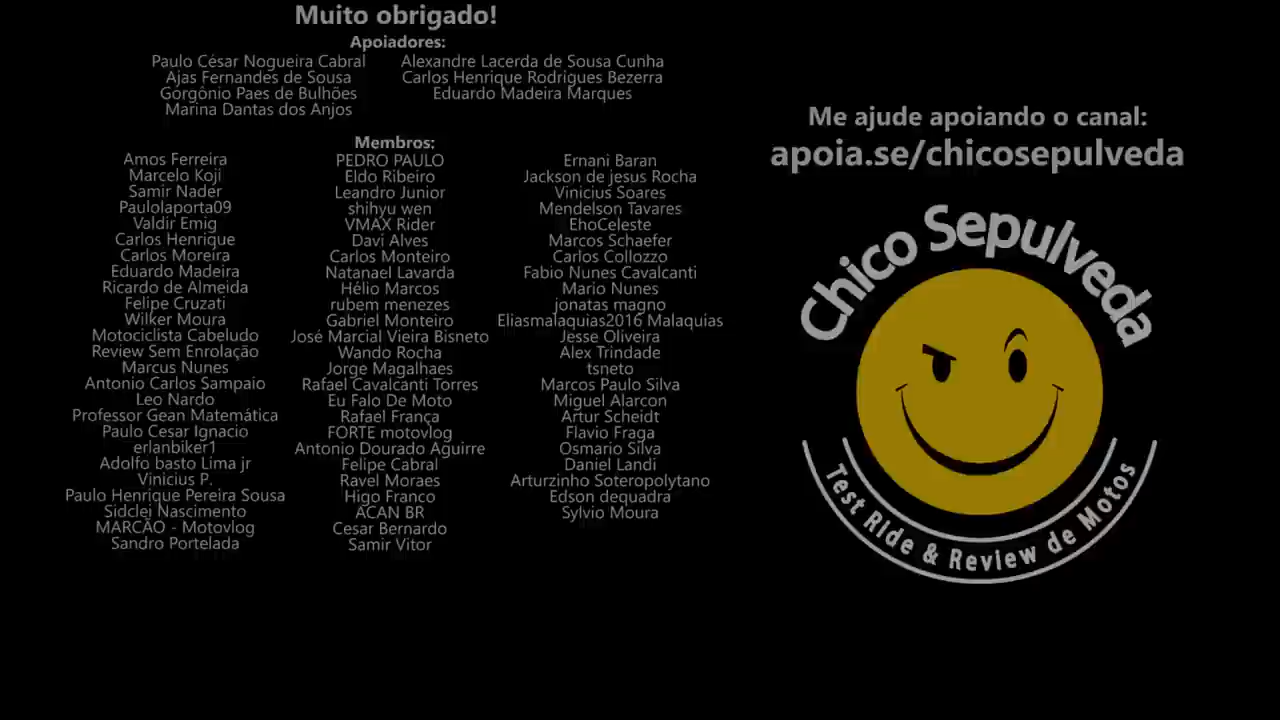 Muito obrigado!
Apoiadores:
Paulo César Nogueira Cabral
Ajas Fernandes de Sousa
Gorgônio Paes de Bulhões
Marina Dantas dos Anjos
Alexandre Lacerda de Sousa Cunha
Carlos Henrique Rodrigues Bezerra
Eduardo Madeira Marques
Membros:
Amos Ferreira
Marcelo Koji
Samir Nader
Paulolaporta09
Valdir Emig
Carlos Henrique
Carlos Moreira
Eduardo Madeira
Ricardo de Almeida
Felipe Cruzati
Wilker Moura
Motociclista Cabeludo
Review Sem Enrolação
Marcus Nunes
Antonio Carlos Sampaio
Leo Nardo
Professor Gean Matemática
Paulo Cesar Ignacio
erlanbiker1
Adolfo basto Lima jr
Vinicius P.
Paulo Henrique Pereira Sousa
Sidclei Nascimento
MARCÃO - Motovlog
Sandro Portelada
PEDRO PAULO
Eldo Ribeiro
Leandro Junior
shihyu wen
VMAX Rider
Davi Alves
Carlos Monteiro
Natanael Lavarda
Hélio Marcos
rubem menezes
Gabriel Monteiro
José Marcial Vieira Bisneto
Wando Rocha
Jorge Magalhaes
Rafael Cavalcanti Torres
Eu Falo De Moto
Rafael França
FORTE motovlog
Antonio Dourado Aguirre
Felipe Cabral
Ravel Moraes
Higo Franco
ACAN BR
Cesar Bernardo
Samir Vitor
Ernani Baran
Jackson de jesus Rocha
Vinicius Soares
Mendelson Tavares
EhoCeleste
Marcos Schaefer
Carlos Collozzo
Fabio Nunes Cavalcanti
Mario Nunes
jonatas magno
Eliasmalaquias2016 Malaquias
Jesse Oliveira
Alex Trindade
tsneto
Marcos Paulo Silva
Miguel Alarcon
Artur Scheidt
Flavio Fraga
Osmario Silva
Daniel Landi
Arturzinho Soteropolytano
Edson dequadra
Sylvio Moura
Me ajude apoiando o canal:
apoia.se/chicosepulveda
Chico Sepulveda
Test Ride & Review de Motos